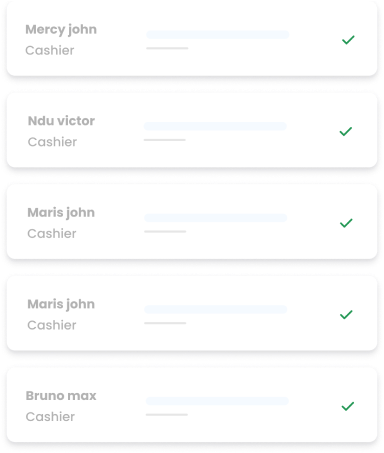 Mercy john
Cashier
Ndu victor
Cashier
Maris john
Cashier
Maris john
Cashier
Bruno max
Cashier